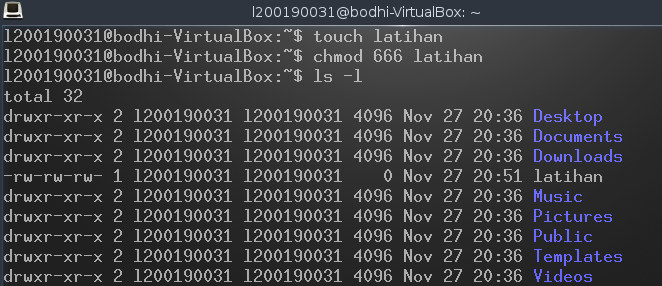 l200190031@bodhi-VirtualBox: ~
l200190031@bodhi-VirtualBox:~$ touch latihan
l200190031@bodhi-VirtualBox:~$ chmod 666 latihan
l200190031@bodhi-VirtualBox:~$ ls -l
total 32
drwxr-xr-x 2 l200190031 l200190031 4096 Nov 27 20:36 Desktop
drwxr-xr-x 2 l200190031 l200190031 4096 Nov 27 20:36 Documents
drwxr-xr-x 2 l200190031 l200190031 4096 Nov 27 20:36 Downloads
-rw-rw-rw- 1 l200190031 l200190031    0 Nov 27 20:51 latihan
drwxr-xr-x 2 l200190031 l200190031 4096 Nov 27 20:36 Music
drwxr-xr-x 2 l200190031 l200190031 4096 Nov 27 20:36 Pictures
drwxr-xr-x 2 l200190031 l200190031 4096 Nov 27 20:36 Public
drwxr-xr-x 2 l200190031 l200190031 4096 Nov 27 20:36 Templates
drwxr-xr-x 2 l200190031 l200190031 4096 Nov 27 20:36 Videos